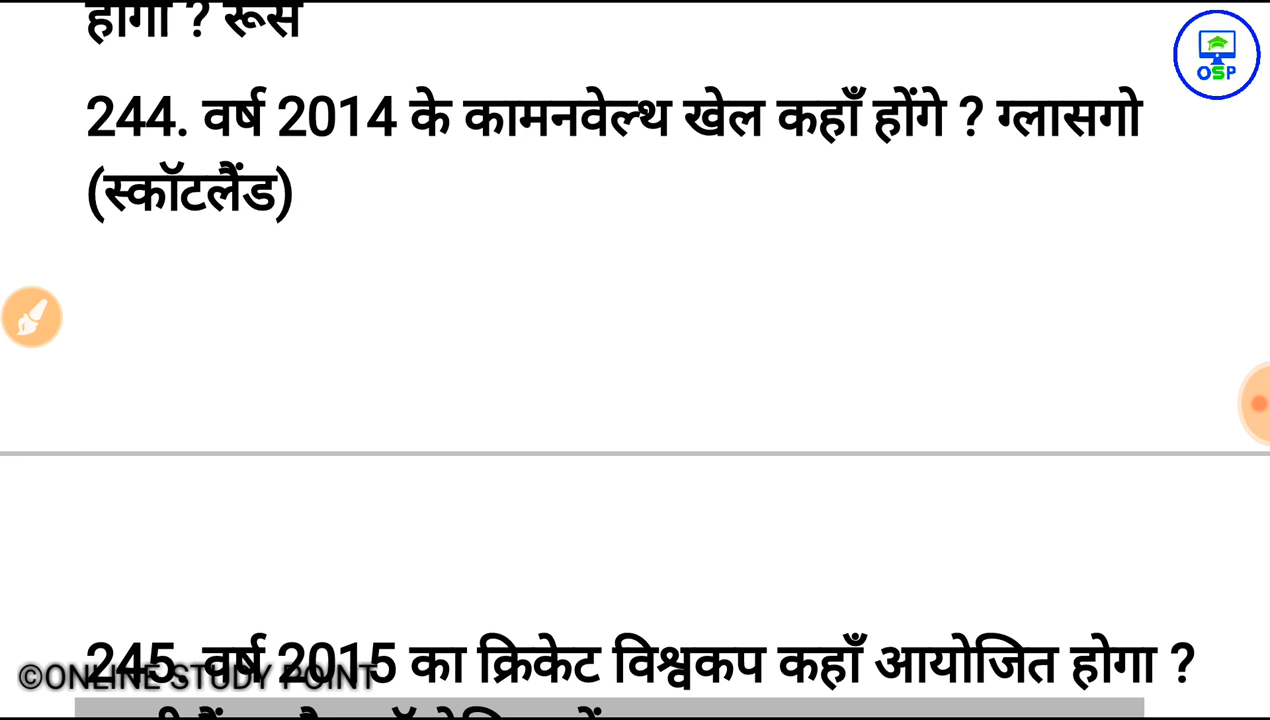 होगा ? रूस
OSP
244. वर्ष 2014 के कामनवेल्थ खेल कहाँ होंगे ? ग्लासगो
(स्कॉटलैंड)
245. वर्ष 2015 का क्रिकेट विश्वकप कहाँ आयोजित होगा ?
©ONLINE STUDY POINT